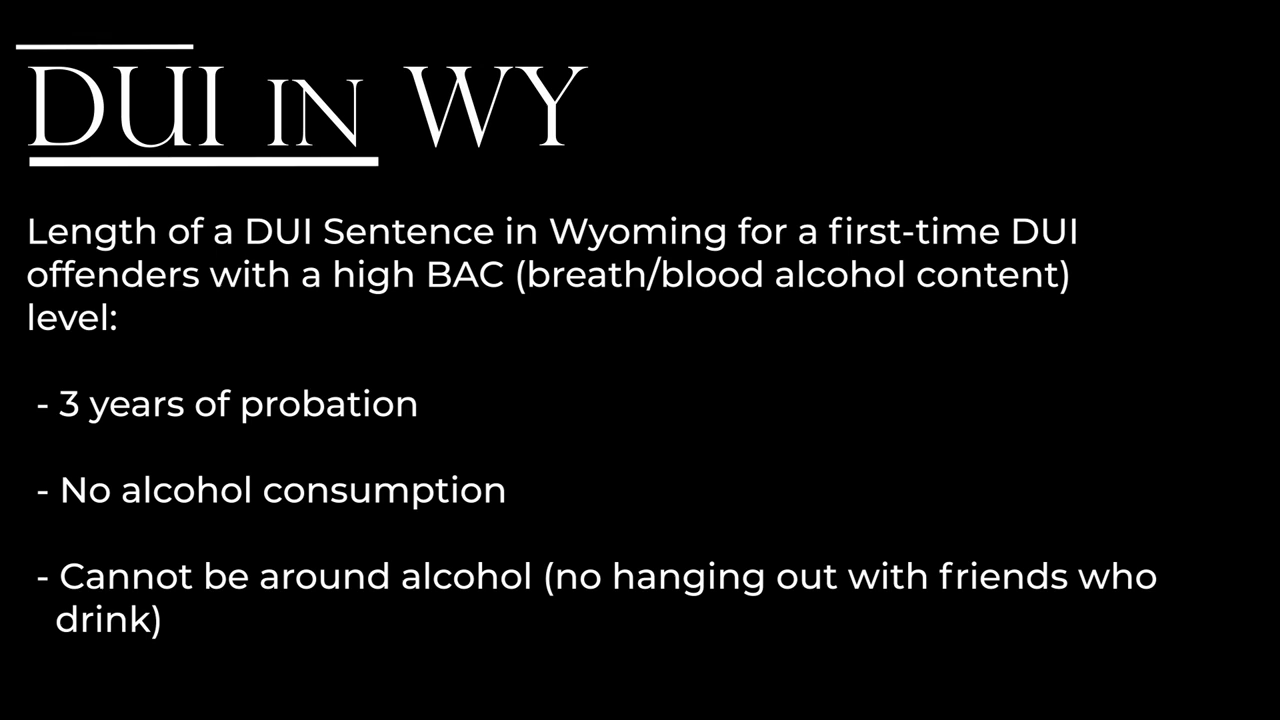 DUI IN WY
Length of a DUI Sentence in Wyoming for a first-time DUI
offenders with a high BAC (breath/blood alcohol content)
level:
- 3 years of probation
- No alcohol consumption
- Cannot be around alcohol (no hanging out with friends who
drink)